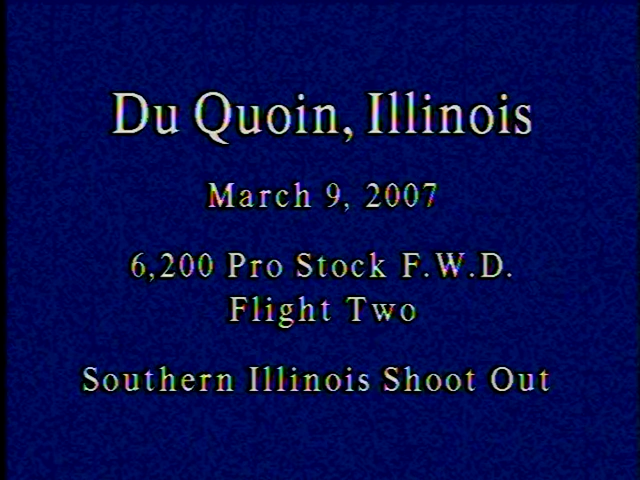 Du Quoin, Illinois
March 9, 2007
6,200 Pro Stock F.W.D.
Flight Two
Southern Illinois Shoot Out